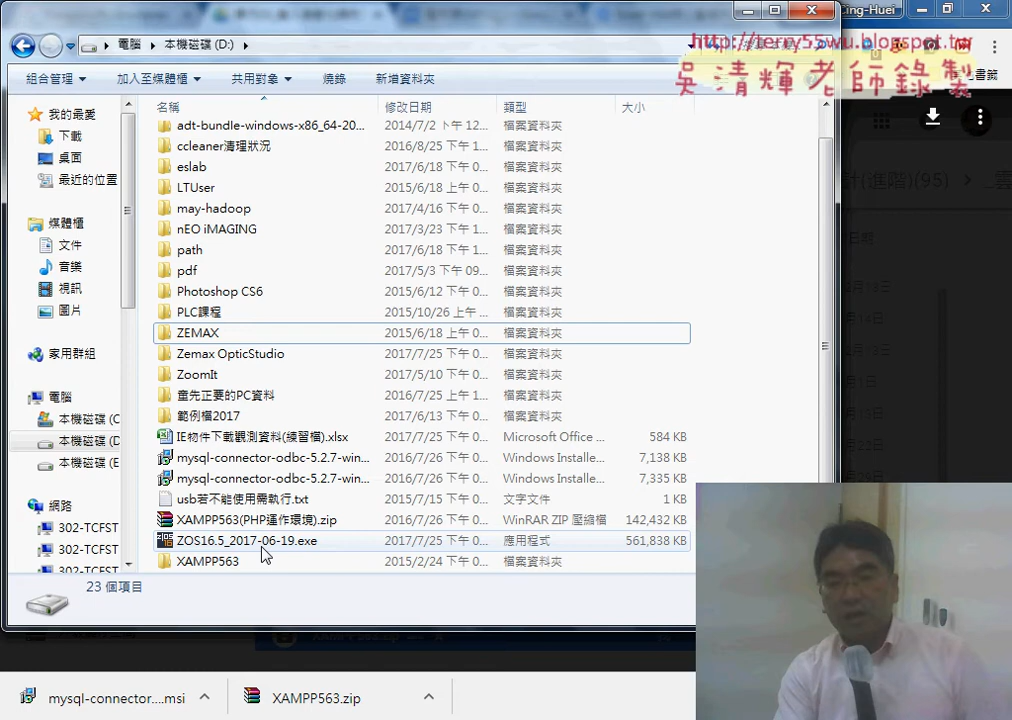 Jing-Huei
http://terry55wu.blogspot.tw
吳清輝老師錄製
電腦 ▸ 本機磁碟 (D:) ▸
組合管理 加入至媒體櫃 共用對象 燒錄 新增資料夾
名稱 修改日期 類型 大小
我的最愛
下載
桌面
最近的位置
媒體櫃
文件
音樂
視訊
圖片
家用群組
電腦
本機磁碟 (C
本機磁碟 (D
本機磁碟 (E
網路
302-TCFST
302-TCFST
302-TCFST
adt-bundle-windows-x86_64-20... 2014/7/2 下午 12... 檔案資料夾
ccleaner清理狀況 2016/8/25 下午 1... 檔案資料夾
eslab 2017/6/18 下午 0... 檔案資料夾
LTUser 2015/6/18 上午 0... 檔案資料夾
may-hadoop 2017/4/16 下午 0... 檔案資料夾
nEO iMAGING 2017/3/23 下午 1... 檔案資料夾
path 2017/6/18 下午 1... 檔案資料夾
pdf 2017/5/3 下午 09... 檔案資料夾
Photoshop CS6 2015/6/12 下午 0... 檔案資料夾
PLC課程 2015/10/26 上午 ... 檔案資料夾
ZEMAX 2015/6/18 上午 0... 檔案資料夾
Zemax OpticStudio 2017/7/25 下午 0... 檔案資料夾
ZoomIt 2017/5/10 下午 0... 檔案資料夾
童先正要的PC資料 2016/7/25 下午 1... 檔案資料夾
範例檔2017 2017/6/13 下午 0... 檔案資料夾
IE物件下載觀測資料(練習檔).xlsx 2017/7/25 下午 0... Microsoft Office ... 584 KB
mysql-connector-odbc-5.2.7-win... 2016/7/26 下午 0... Windows Installe... 7,138 KB
mysql-connector-odbc-5.2.7-win... 2016/7/26 下午 0... Windows Installe... 7,335 KB
usb若不能使用需執行.txt 2015/7/15 下午 0... 文字文件 1 KB
XAMPP563(PHP運作環境).zip 2016/7/26 下午 0... WinRAR ZIP 壓縮檔 142,432 KB
ZOS16.5_2017-06-19.exe 2017/7/25 下午 0... 應用程式 561,838 KB
XAMPP563 2015/2/24 下午 0... 檔案資料夾
23 個項目
計(進階)(95)
XAMPP563.zip
mysql-connector....msi
XAMPP563.zip